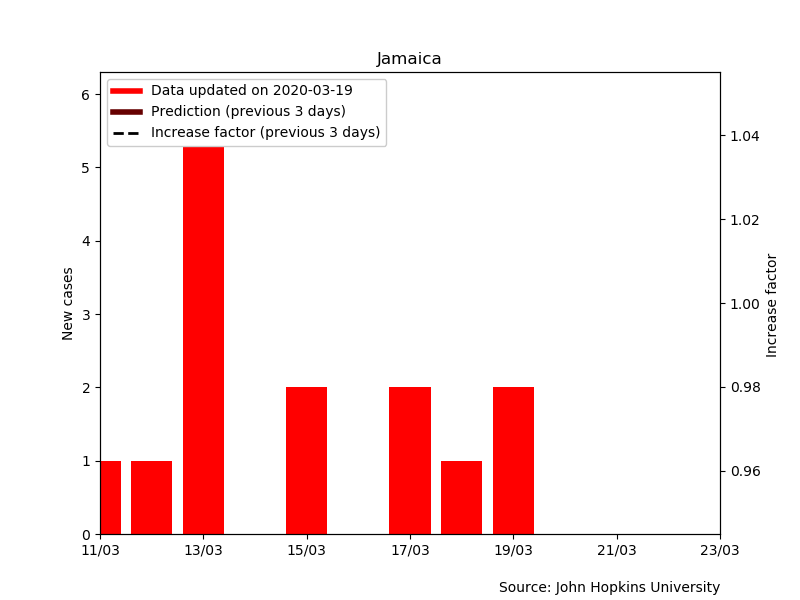 Jamaica
Data updated on 2020-03-19
Prediction (previous 3 days)
Increase factor (previous 3 days)
6
5
4
3
2
1
0
New cases
1.04
1.02
1.00
0.98
0.96
Increase factor
11/03 13/03 15/03 17/03 19/03 21/03 23/03
Source: John Hopkins University